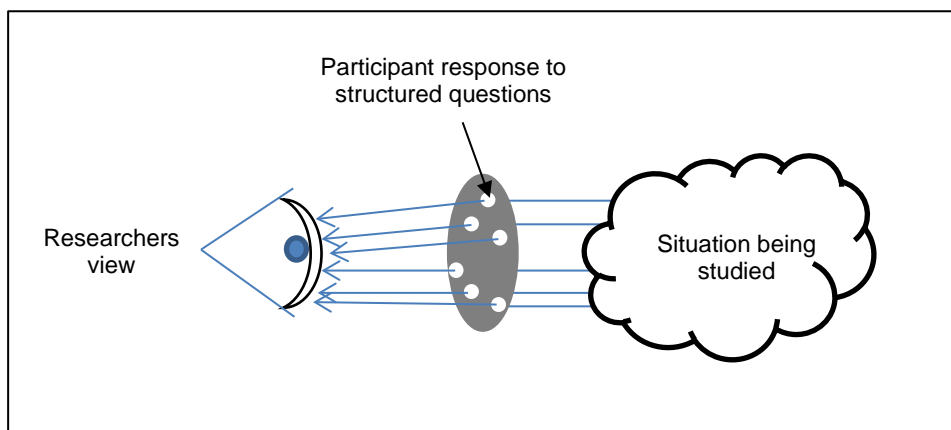 Participant response to
structured questions
Researchers
view
Situation being
studied